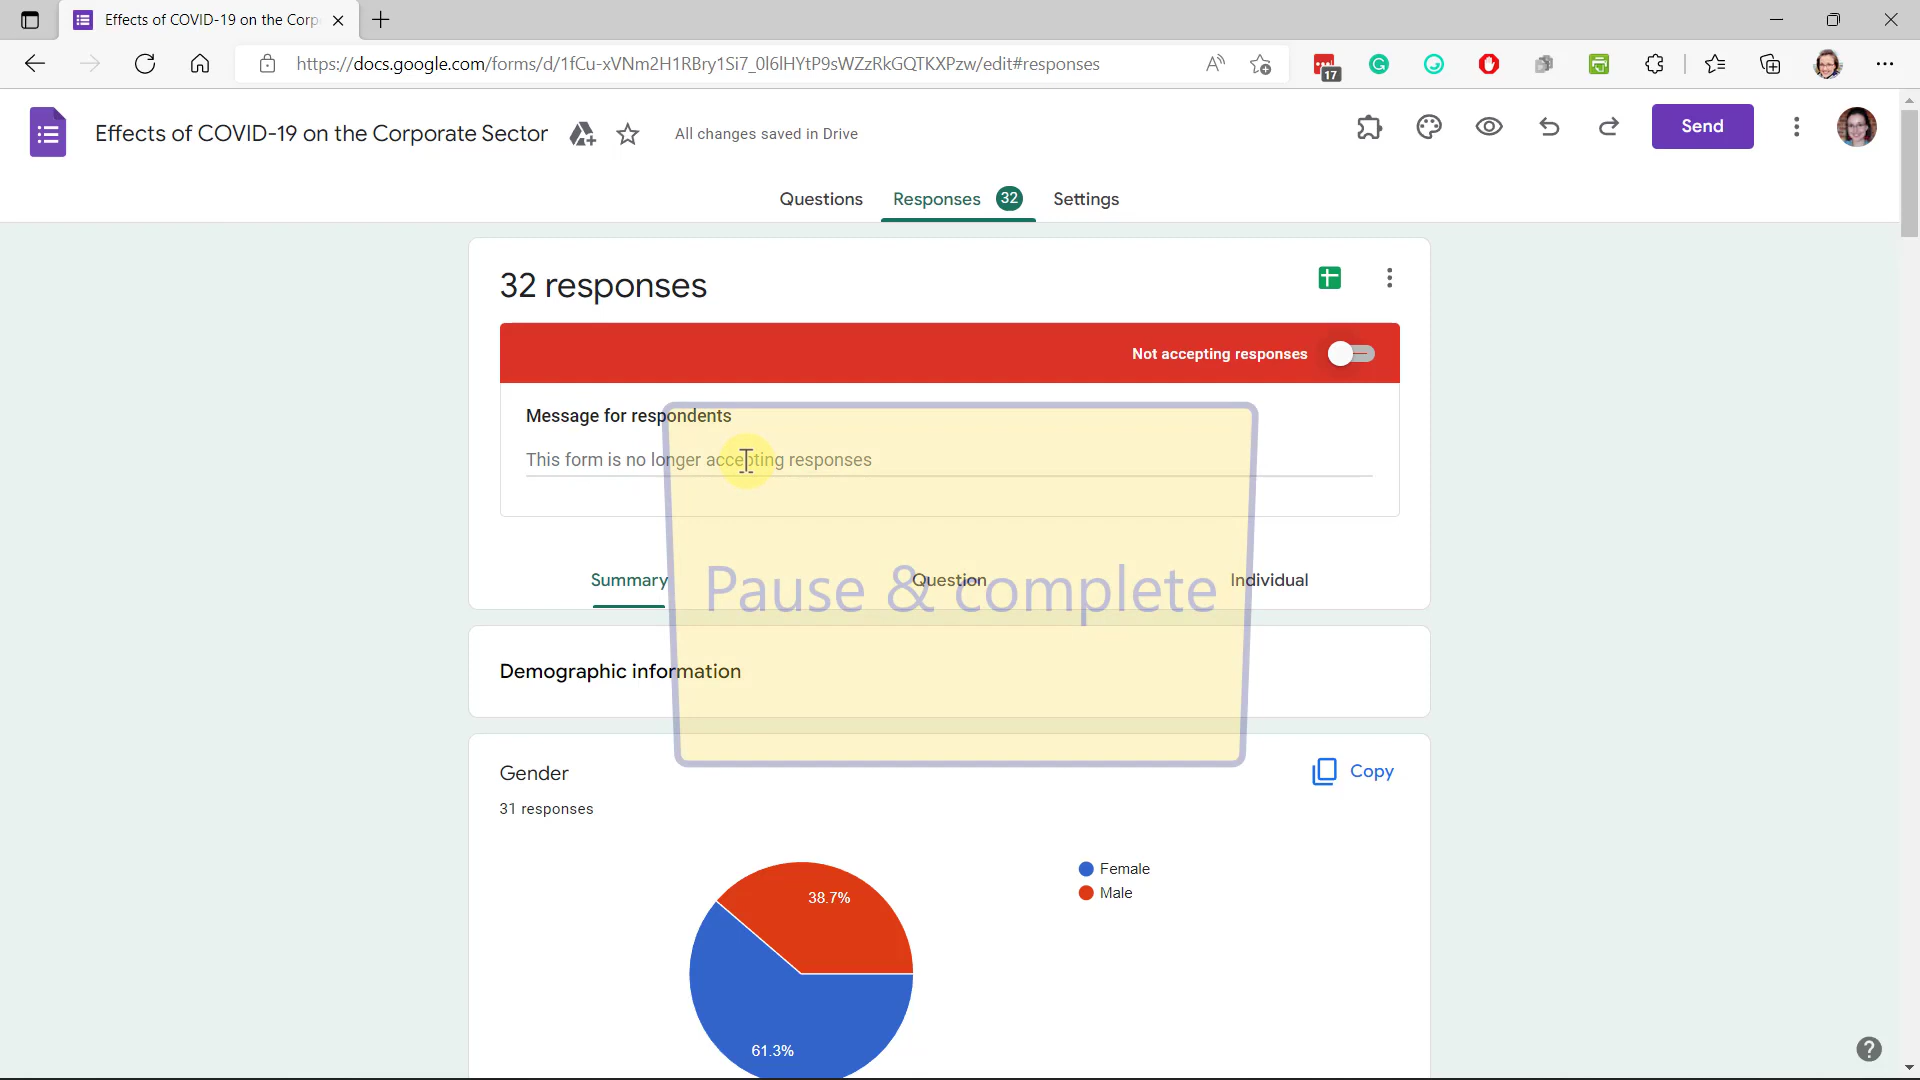 Effects of COVID-19 on the Corp
https://docs.google.com/forms/d/1fCu-xVNm2H1RBry1Si7_0l6lHYtP9sWZzRkGQTKXPzw/edit#responses
17
Effects of COVID-19 on the Corporate Sector
All changes saved in Drive
Send
Questions
Responses 32
Settings
32 responses
Not accepting responses
Message for respondents
This form is no longer accepting responses
Summary
Question
Individual
Pause & complete
Demographic information
Gender
Copy
31 responses
Female
Male
38.7%
61.3%